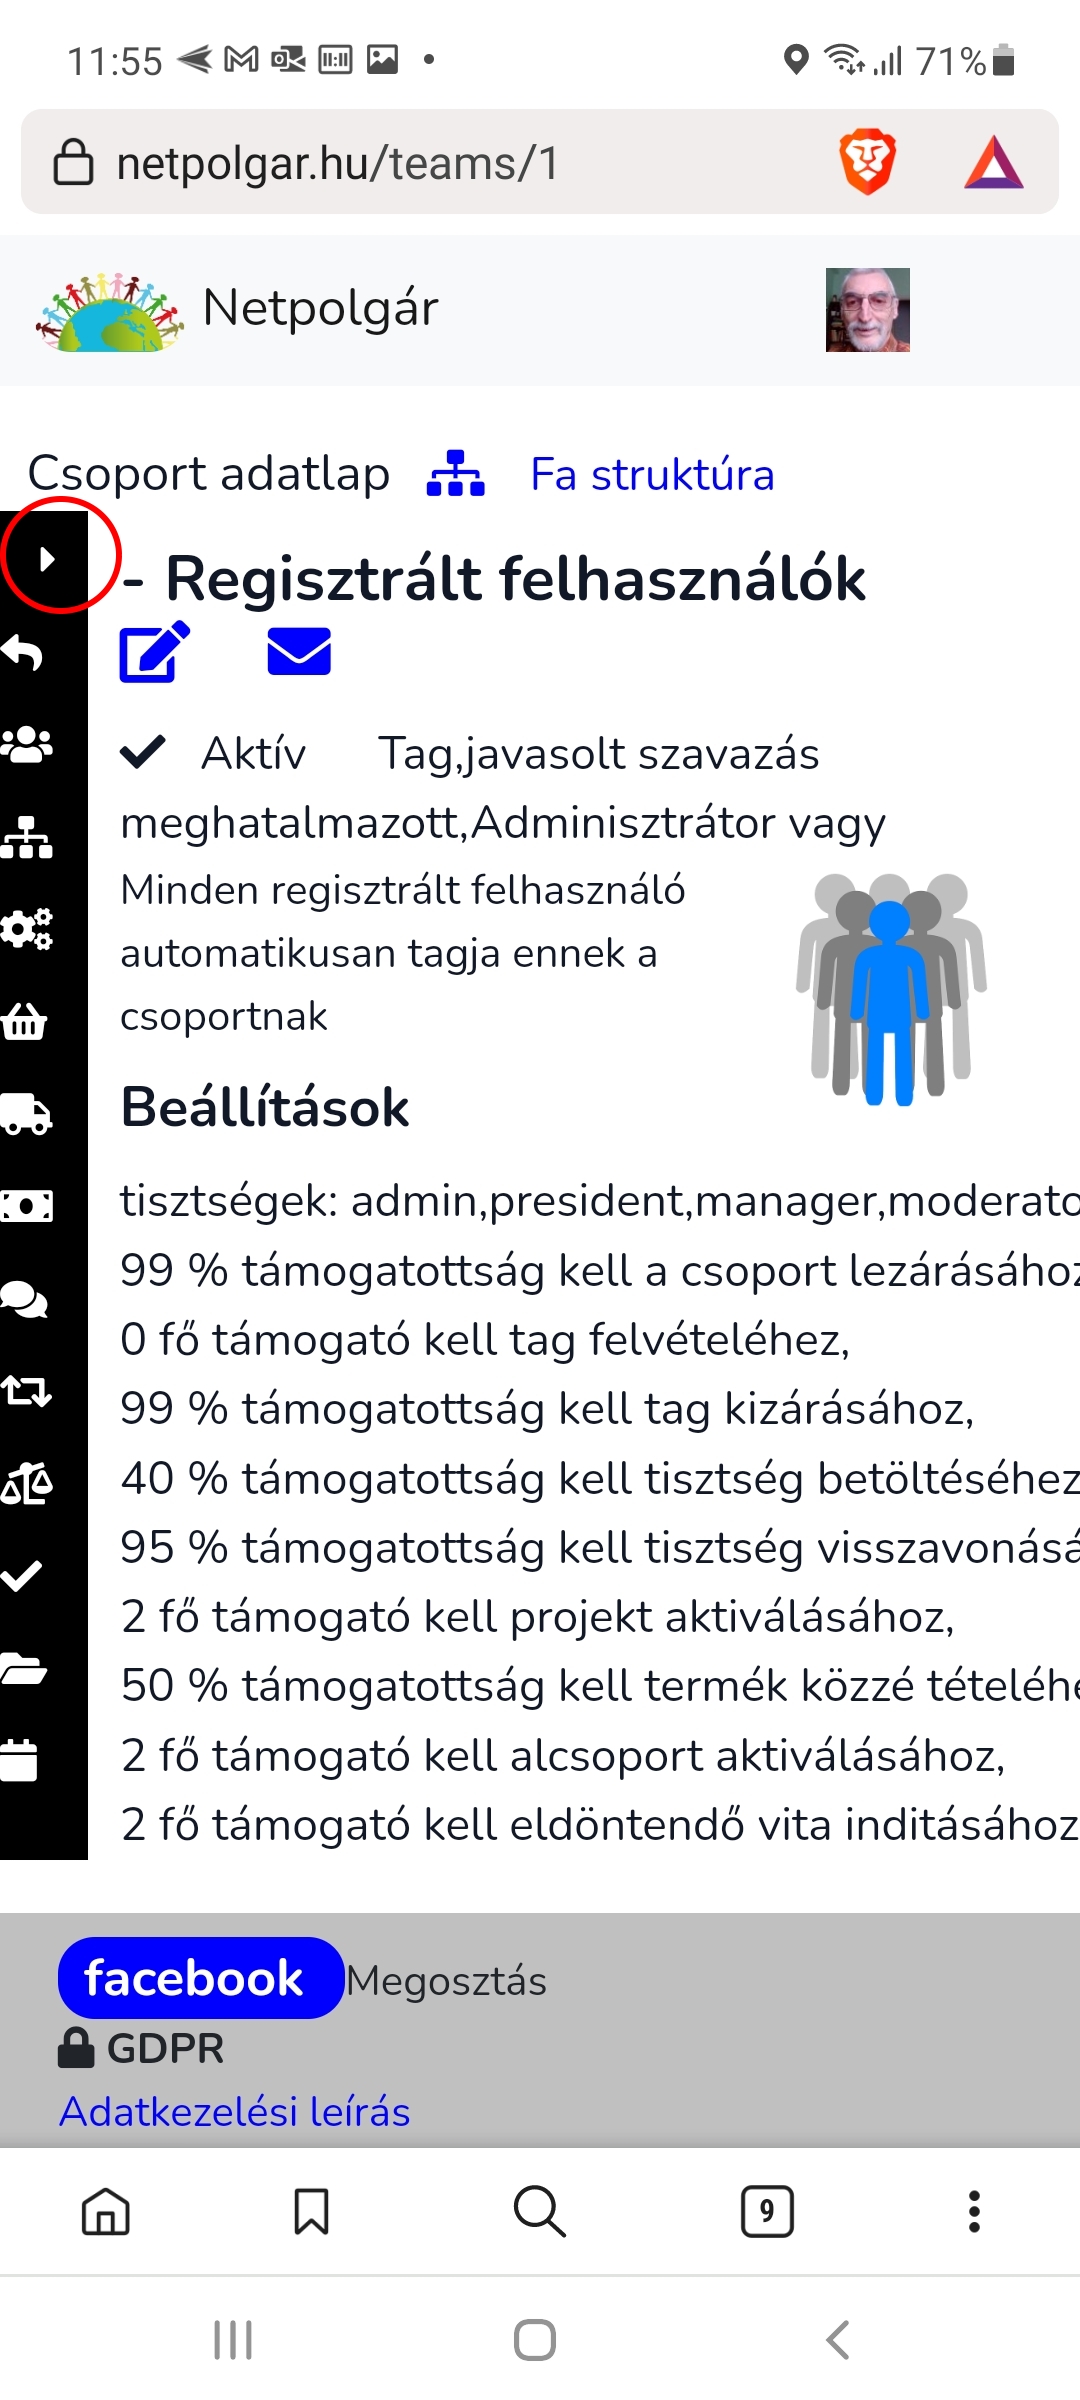 11:55
71%
netpolgar.hu/teams/1
Netpolgár
Csoport adatlap Fa struktúra
- Regisztrált felhasználók
Aktív Tag,javasolt szavazás
meghatalmazott,Adminisztrátor vagy
Minden regisztrált felhasználó
automatikusan tagja ennek a
csoportnak
Beállítások
tisztségek: admin,president,manager,moderato
99 % támogatottság kell a csoport lezárásához
0 fő támogató kell tag felvételéhez,
99 % támogatottság kell tag kizárásához,
40 % támogatottság kell tisztség betöltéséhez
95 % támogatottság kell tisztség visszavonásá
2 fő támogató kell projekt aktiválásához,
50 % támogatottság kell termék közzé tételéhe
2 fő támogató kell alcsoport aktiválásához,
2 fő támogató kell eldöntendő vita inditásához
facebook Megosztás
GDPR
Adatkezelési leírás
9